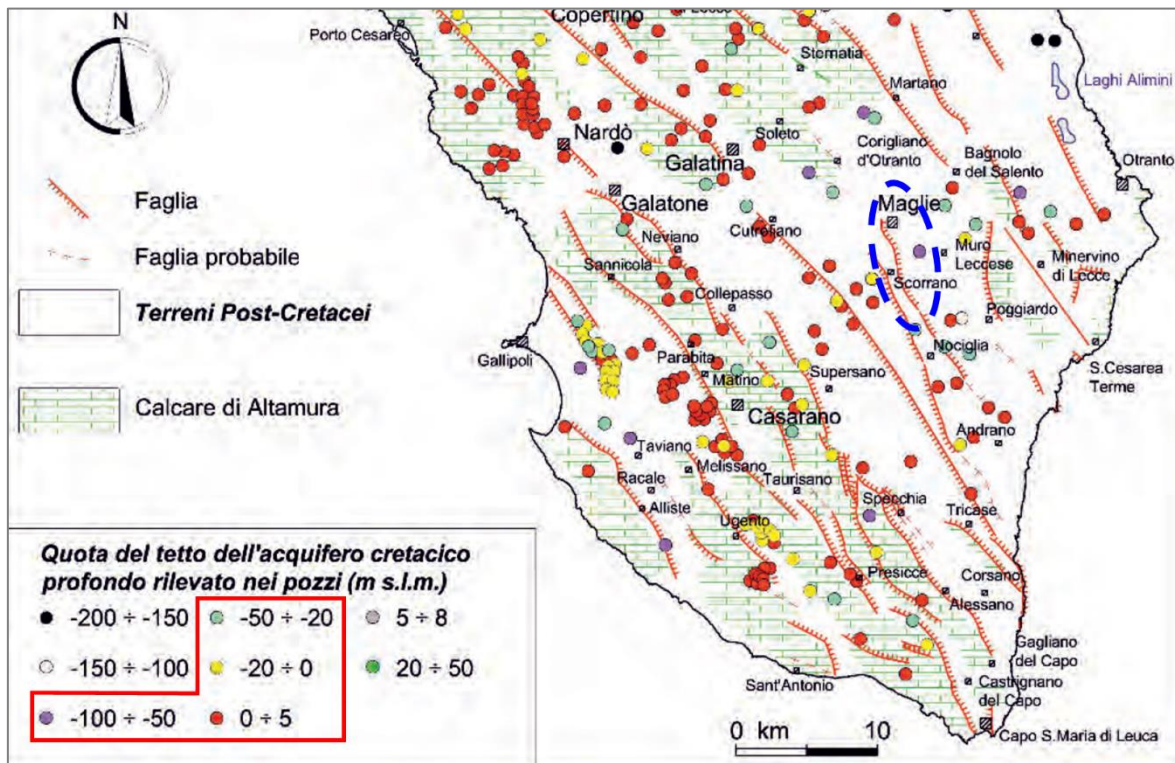 Copertino
Porto Cesareo
Sternatia
N
Martano
Laghi Alimini
Nardò
Soleto
Corigliano
d'Otranto
Galatina
Bagnolo
del Salento
Otranto
Faglia
Galatone
Maglie
Cutrofiano
Neviano
Muro
Leccese
Minervino
di Lecce
Faglia probabile
Sannicola
Scorrano
Collepasso
Poggiardo
Terreni Post-Cretacei
Gallipoli
Parabita
Nociglia
S.Cesarea
Terme
Matino
Supersano
Calcare di Altamura
Casarano
Andrano
Taviano
Melissano
Racale
Taurisano
Specchia
Alliste
Tricase
Ugento
Quota del tetto dell'acquifero cretacico
profondo rilevato nei pozzi (m s.l.m.)
Presicce
Corsano
Alessano
-200 ÷ -150
-50 ÷ -20
5 ÷ 8
-150 ÷ -100
-20 ÷ 0
20 ÷ 50
-100 ÷ -50
0 ÷ 5
Gagliano
del Capo
Sant'Antonio
Castrignano
del Capo
0 km 10
Capo S.Maria di Leuca